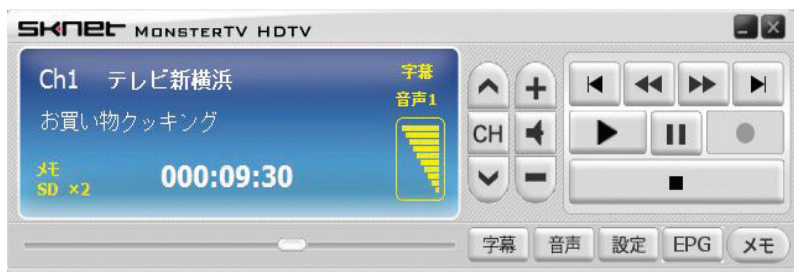 SKNET MONSTERTV HDTV
Ch1 テレビ新横浜
字幕
音声1
お買い物クッキング
メモ
SD ×2
000:09:30
CH
字幕 音声 設定 EPG メモ